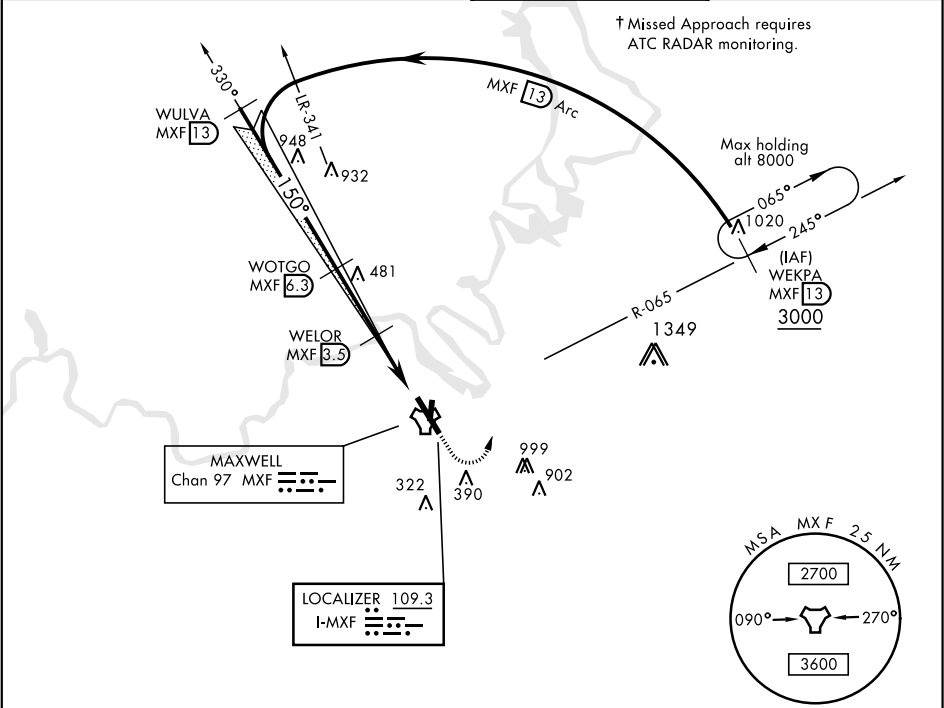 † Missed Approach requires
ATC RADAR monitoring.
330°
LR-341
WULVA
MXF 13
MXF 13 Arc
948
932
Max holding
alt 8000
065°
1020
245°
(IAF)
WEKPA
MXF 13
3000
150°
WOTGO
MXF 6.3
481
R-065
1349
WELOR
MXF 3.5
MAXWELL
Chan 97 MXF
322
390
999
902
LOCALIZER 109.3
I-MXF
MSA MXF 25 NM
2700
090°
270°
3600